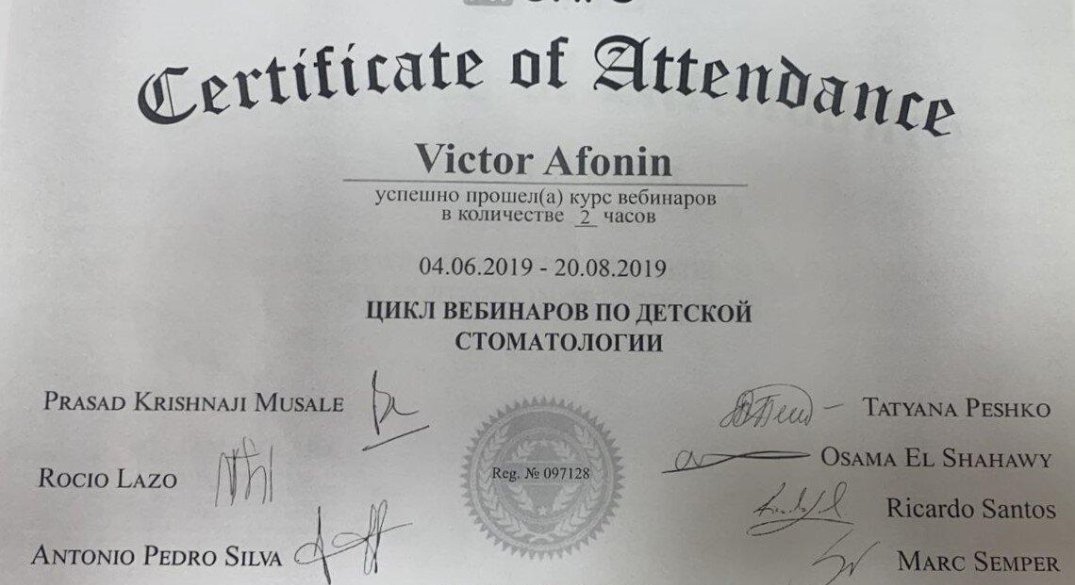 Certificate of Attendance
Victor Afonin
успешно прошел(а) курс вебинаров
в количестве 2 часов
04.06.2019 - 20.08.2019
ЦИКЛ ВЕБИНАРОВ ПО ДЕТСКОЙ
СТОМАТОЛОГИИ
PRASAD KRISHNAJI MUSALE
ROCIO LAZO
ANTONIO PEDRO SILVA
Reg. № 097128
TATYANA PESHKO
OSAMA EL SHAHAWY
Ricardo Santos
MARC SEMPER